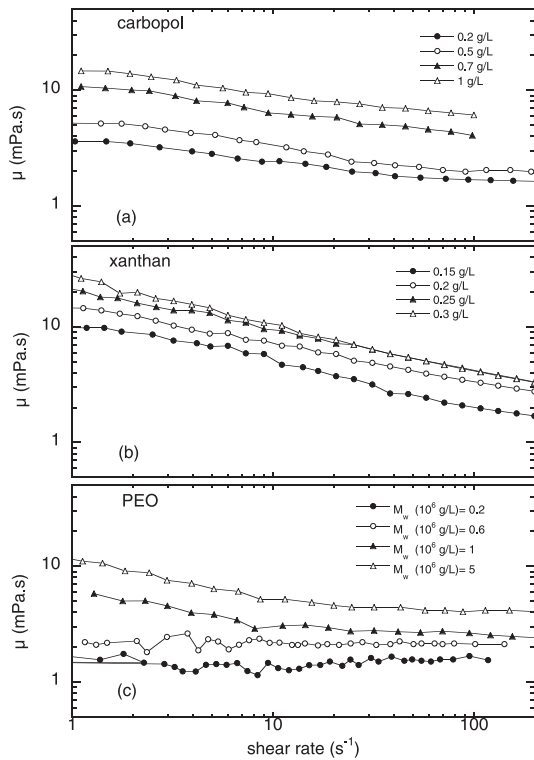 carbopol
0.2 g/L
0.5 g/L
0.7 g/L
1 g/L
10
1
μ (mPa.s)
(a)
xanthan
0.15 g/L
0.2 g/L
0.25 g/L
0.3 g/L
10
1
μ (mPa.s)
(b)
PEO
M_w (10^6 g/L)= 0.2
M_w (10^6 g/L)= 0.6
M_w (10^6 g/L)= 1
M_w (10^6 g/L)= 5
10
1
μ (mPa.s)
(c)
1 10 100
shear rate (s^-1)